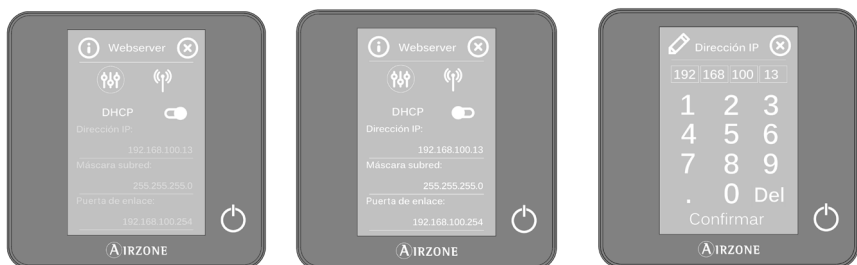 Webserver
DHCP
Dirección IP:
192.168.100.13
Máscara subred:
255.255.255.0
Puerta de enlace:
192.168.100.254
AIRZONE
Webserver
DHCP
Dirección IP:
192.168.100.13
Máscara subred:
255.255.255.0
Puerta de enlace:
192.168.100.254
AIRZONE
Dirección IP
192 168 100 13
1 2 3
4 5 6
7 8 9
. 0 Del
Confirmar
AIRZONE